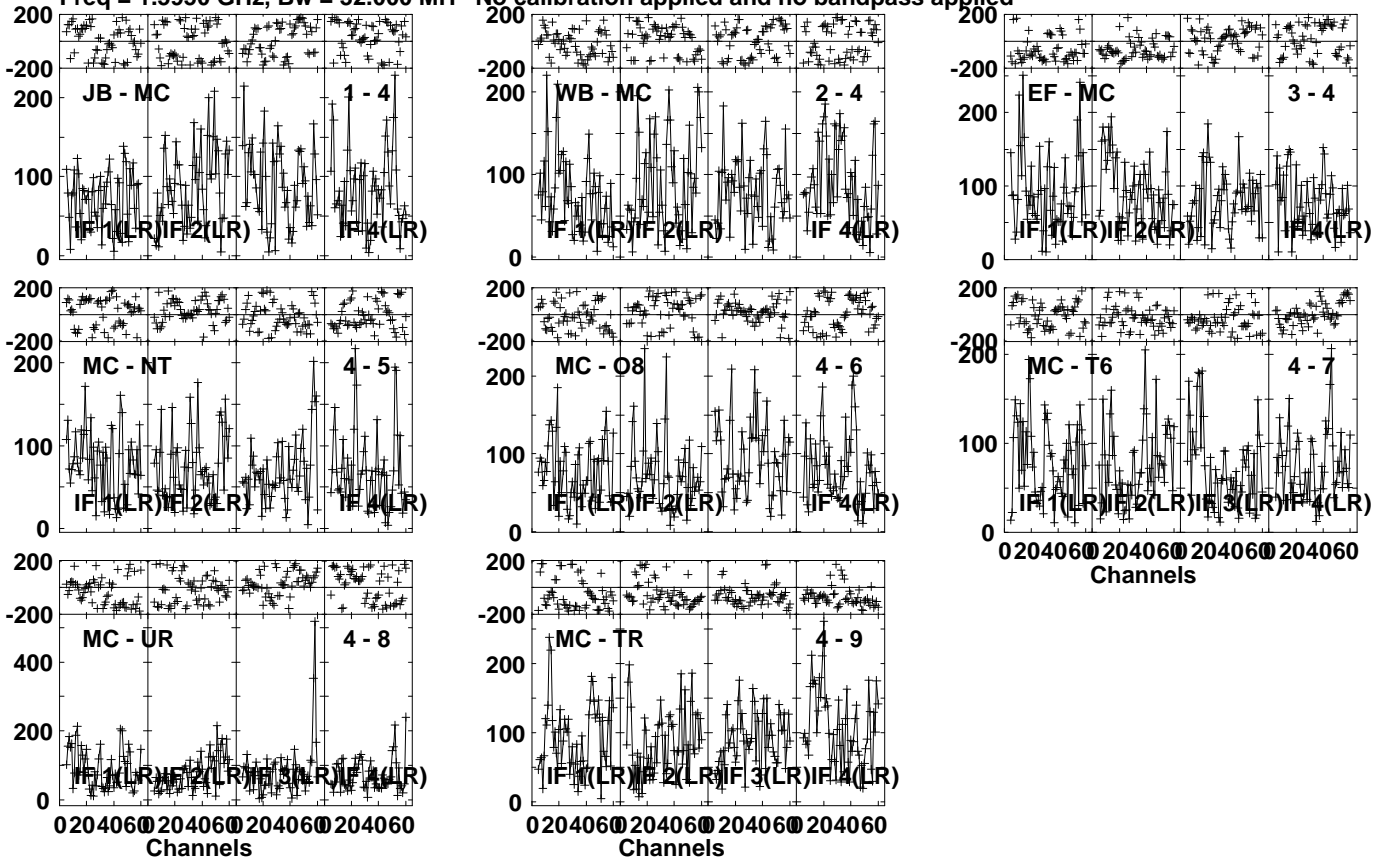 Freq = 1.5950 GHz, Bw = 32.000 MH No calibration applied and no bandpass applied
200
-200
JB - MC 1 - 4
200
100
0
IF 1(LR) IF 2(LR) IF 4(LR)
WB - MC 2 - 4
200
-200
200
100
0
IF 1(LR) IF 2(LR) IF 4(LR)
EF - MC 3 - 4
200
-200
200
100
0
IF 1(LR) IF 2(LR) IF 4(LR)
200
-200
MC - NT 4 - 5
200
100
0
IF 1(LR) IF 2(LR) IF 4(LR)
200
-200
MC - O8 4 - 6
200
100
0
IF 1(LR) IF 2(LR) IF 4(LR)
200
-200
MC - T6 4 - 7
200
100
0
IF 1(LR) IF 2(LR) IF 3(LR) IF 4(LR)
0 20 40 60 0 20 40 60 0 20 40 60 0 20 40 60
Channels
200
-200
MC - UR 4 - 8
400
200
0
IF 1(LR) IF 2(LR) IF 3(LR) IF 4(LR)
0 20 40 60 0 20 40 60 0 20 40 60 0 20 40 60
Channels
200
-200
MC - TR 4 - 9
200
100
0
IF 1(LR) IF 2(LR) IF 3(LR) IF 4(LR)
0 20 40 60 0 20 40 60 0 20 40 60 0 20 40 60
Channels